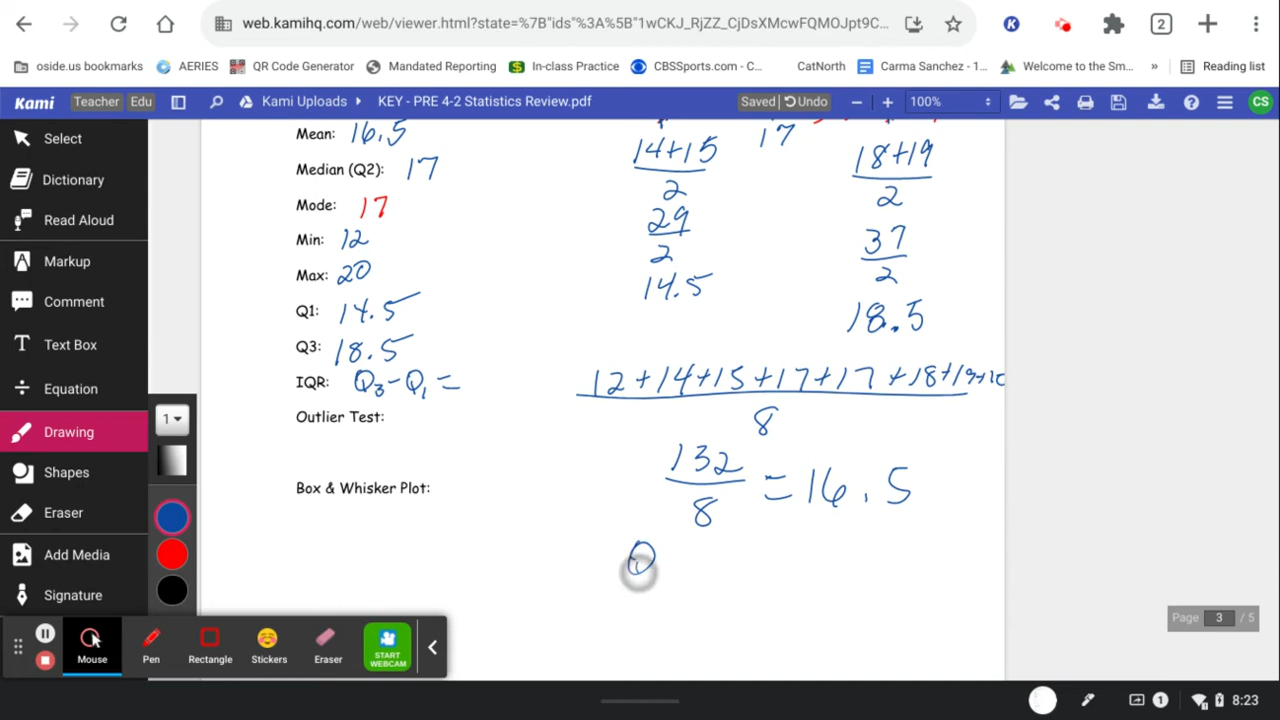 web.kamihq.com/web/viewer.html?state=%7B"ids"%3A%5B"1wCKJ_RjZZ_CjDsXMcwFQMOJpt9C...
2
oside.us bookmarks AERIES QR Code Generator Mandated Reporting In-class Practice CBSSports.com - C... CatNorth Carma Sanchez - 1... Welcome to the Sm... » Reading list
Kami Teacher Edu Kami Uploads KEY - PRE 4-2 Statistics Review.pdf Saved Undo 100% CS
Select
Dictionary
Read Aloud
Markup
Comment
Text Box
Equation
Drawing
Shapes
Eraser
Add Media
Signature
1
Mean: 16.5
Median (Q2): 17
Mode: 17
Min: 12
Max: 20
Q1: 14.5
Q3: 18.5
IQR: Q3-Q1=
Outlier Test:
Box & Whisker Plot:
14+15
2
29
2
14.5
17
18+19
2
37
2
18.5
12+14+15+17+17+18+19+20
8
132
8
=16.5
Page 3 / 5
Mouse Pen Rectangle Stickers Eraser START WEBCAM
1 8:23